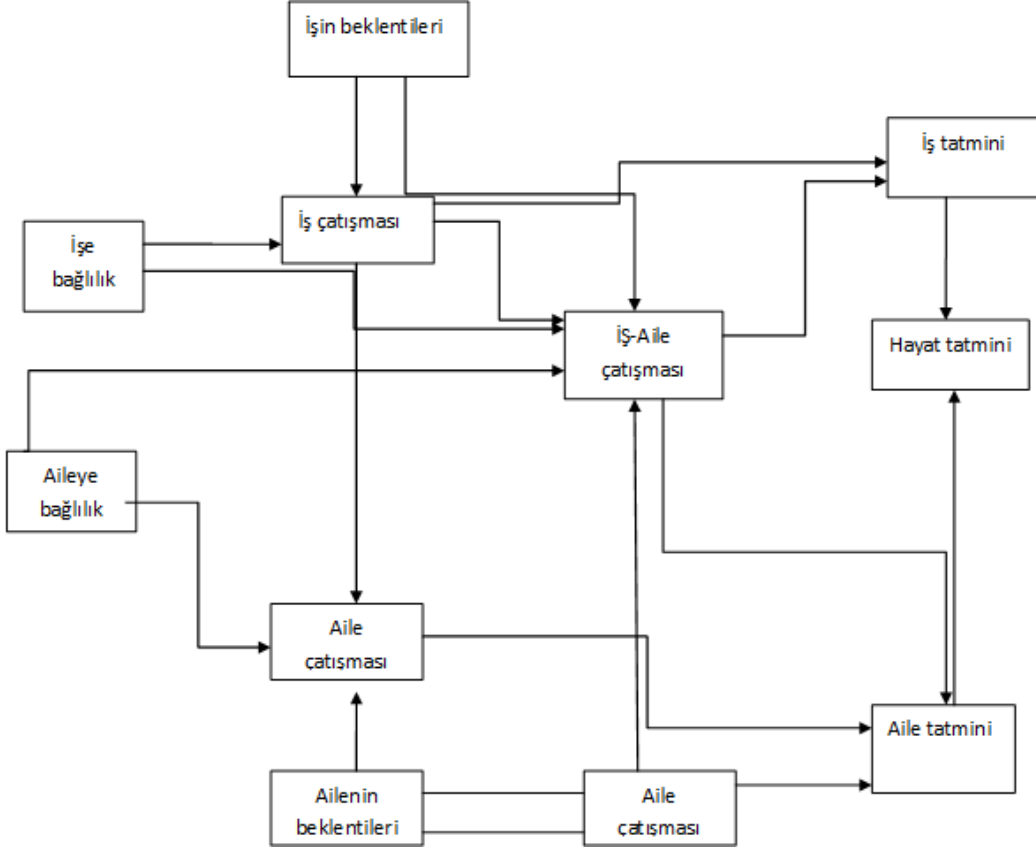 İşin beklentileri
İş tatmini
İş çatışması
İşe
bağlılık
İŞ-Aile
çatışması
Hayat tatmini
Aileye
bağlılık
Aile
çatışması
Aile tatmini
Ailenin
beklentileri
Aile
çatışması